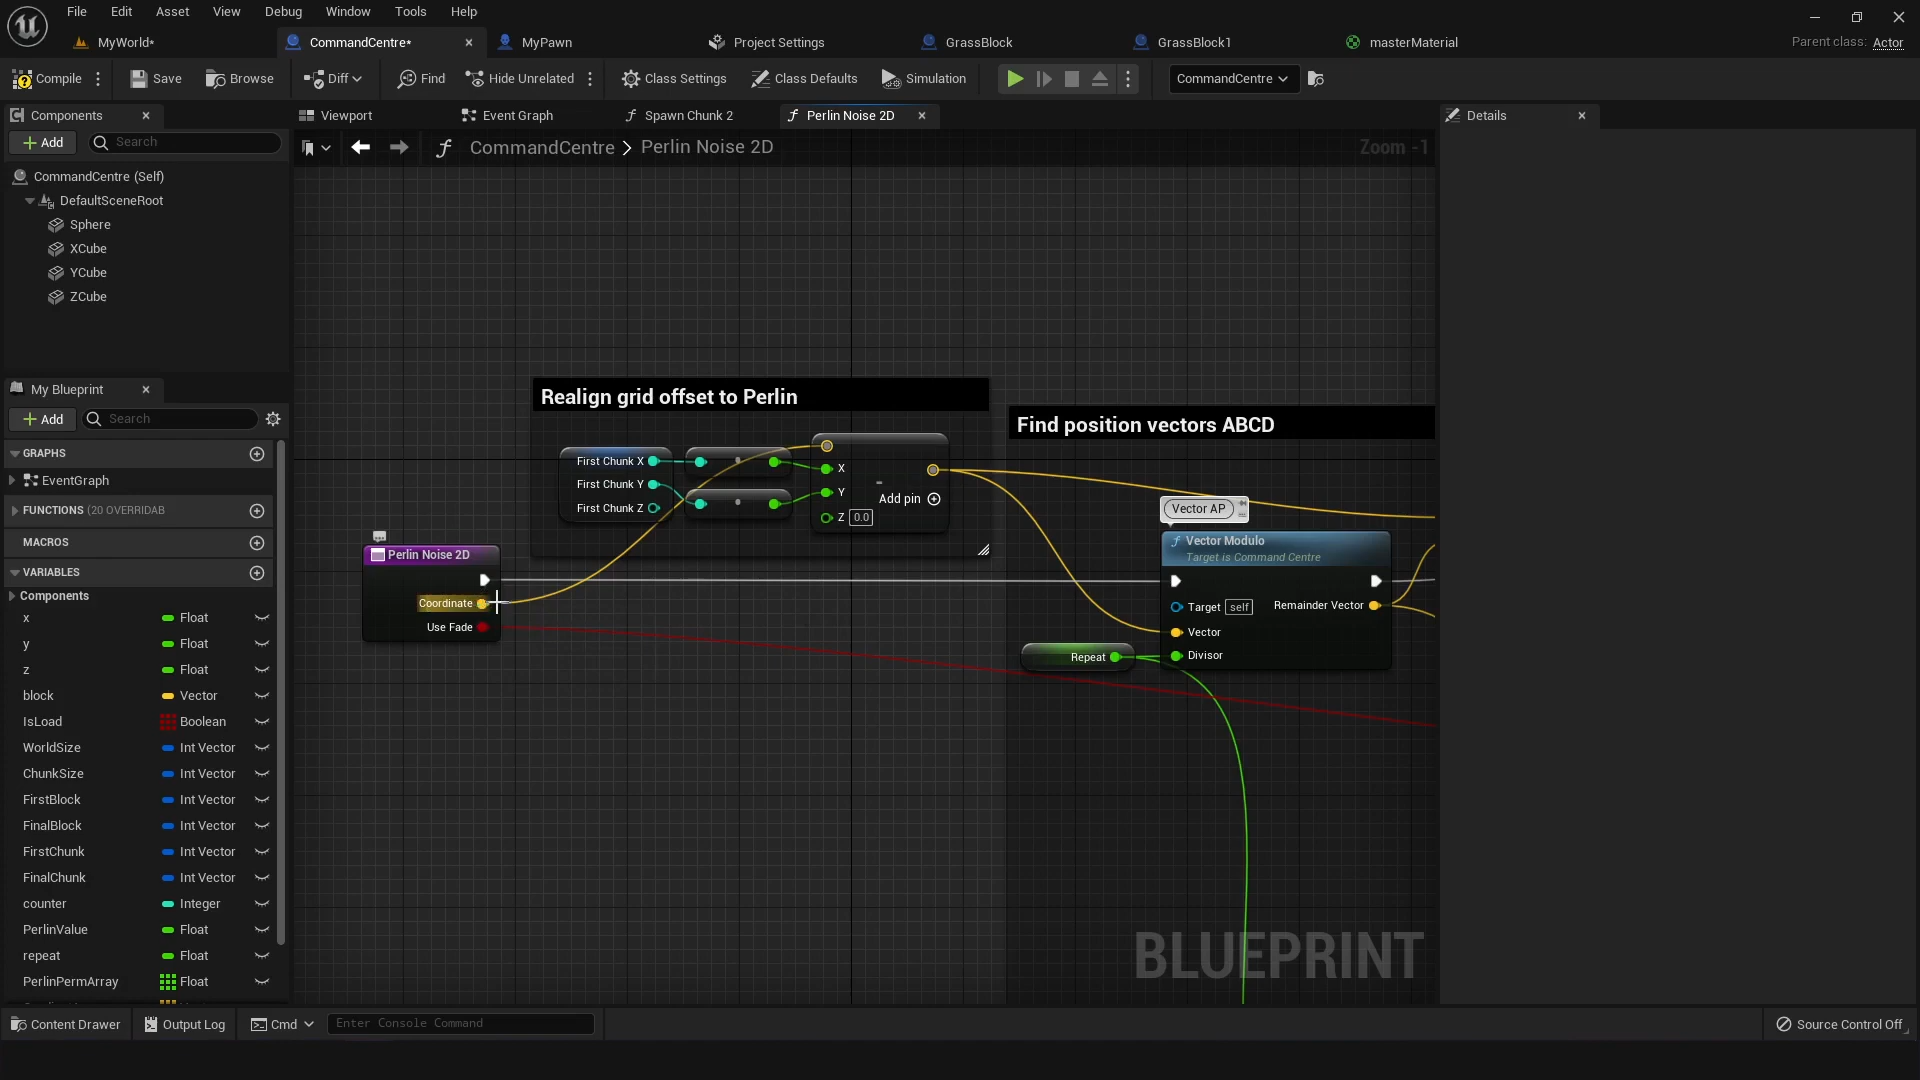 File Edit Asset View Debug Window Tools Help
MyWorld* CommandCentre* MyPawn Project Settings GrassBlock GrassBlock1 masterMaterial Parent class: Actor
Compile Save Browse Diff Find Hide Unrelated Class Settings Class Defaults Simulation CommandCentre
Components
Viewport Event Graph Spawn Chunk 2 Perlin Noise 2D Details
Add Search
CommandCentre > Perlin Noise 2D Zoom -1
CommandCentre (Self)
DefaultSceneRoot
Sphere
XCube
YCube
ZCube
My Blueprint
Add Search
GRAPHS
EventGraph
FUNCTIONS (20 OVERRIDAB
MACROS
VARIABLES
Components
x Float
y Float
z Float
block Vector
IsLoad Boolean
WorldSize Int Vector
ChunkSize Int Vector
FirstBlock Int Vector
FinalBlock Int Vector
FirstChunk Int Vector
FinalChunk Int Vector
counter Integer
PerlinValue Float
repeat Float
PerlinPermArray Float
Realign grid offset to Perlin
First Chunk X
First Chunk Y
First Chunk Z
X
Y
Z 0.0
-
Add pin
Perlin Noise 2D
Coordinate
Use Fade
Find position vectors ABCD
Vector AP
Vector Modulo
Target is Command Centre
Target self Remainder Vector
Vector
Divisor
Repeat
BLUEPRINT
Content Drawer Output Log Cmd Enter Console Command Source Control Off